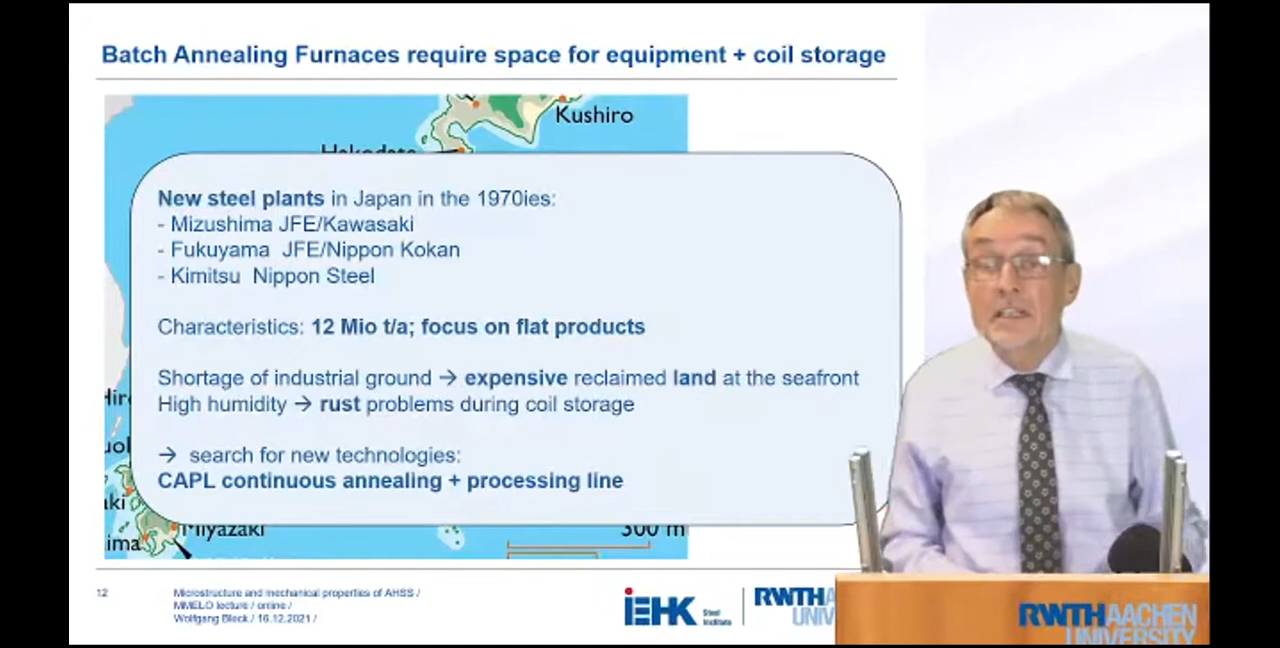 Batch Annealing Furnaces require space for equipment + coil storage
Kushiro
Hakodate
New steel plants in Japan in the 1970ies:
- Mizushima JFE/Kawasaki
- Fukuyama JFE/Nippon Kokan
- Kimitsu Nippon Steel
Characteristics: 12 Mio t/a; focus on flat products
Shortage of industrial ground → expensive reclaimed land at the seafront
High humidity → rust problems during coil storage
→ search for new technologies:
CAPL continuous annealing + processing line
Miyazaki
300 m
12
Microstructure and mechanical properties of AHSS /
MMELO lecture / online /
Wolfgang Bleck / 16.12.2021 /
iEHK Steel
Institute
RWTHA
UNIV
RWTHAACHEN
UNIVERSITY